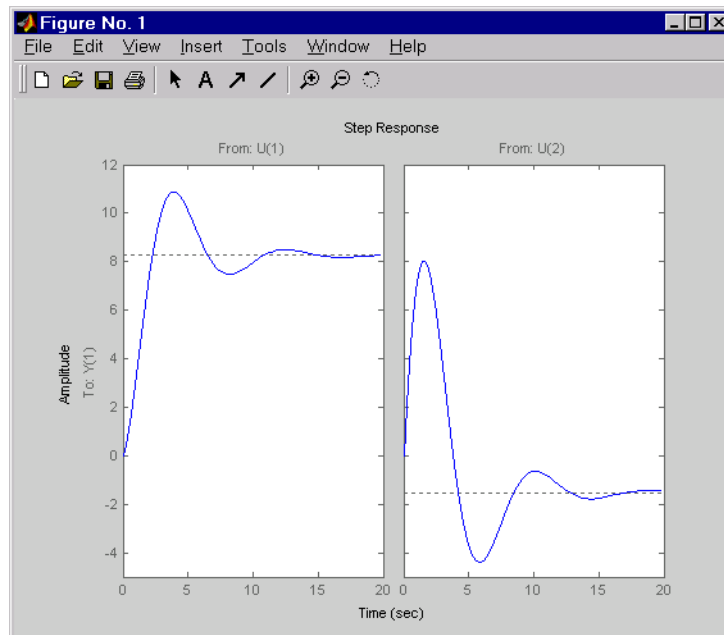 Figure No. 1
File Edit View Insert Tools Window Help
A
Step Response
From: U(1) From: U(2)
12
10
8
6
4
2
0
-2
-4
Amplitude
To: Y(1)
0 5 10 15 20 0 5 10 15 20
Time (sec)